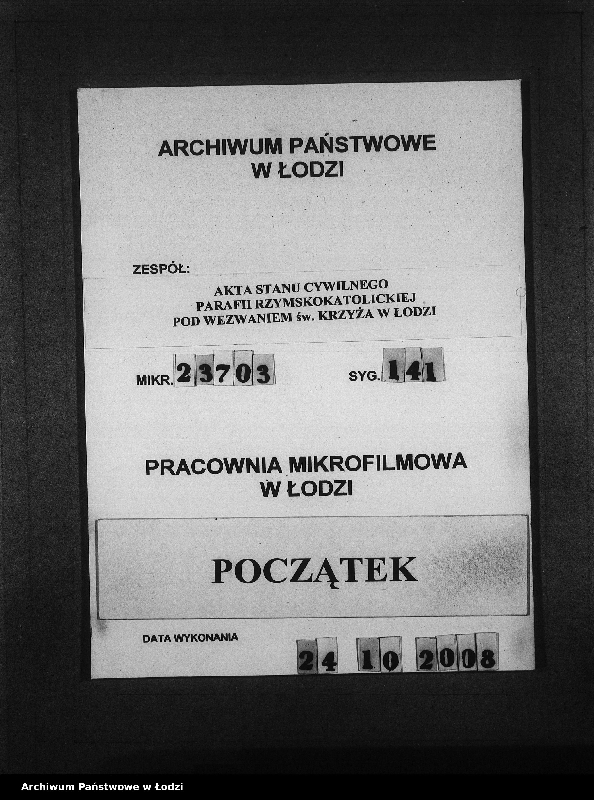 ARCHIWUM PAŃSTWOWE
W ŁODZI
ZESPÓŁ:
AKTA STANU CYWILNEGO
PARAFII RZYMSKOKATOLICKIEJ
POD WEZWANIEM św. KRZYŻA W ŁODZI
MIKR. 23703 SYG. 141
PRACOWNIA MIKROFILMOWA
W ŁODZI
POCZĄTEK
DATA WYKONANIA 24 10 2008
Archiwum Państwowe w Łodzi